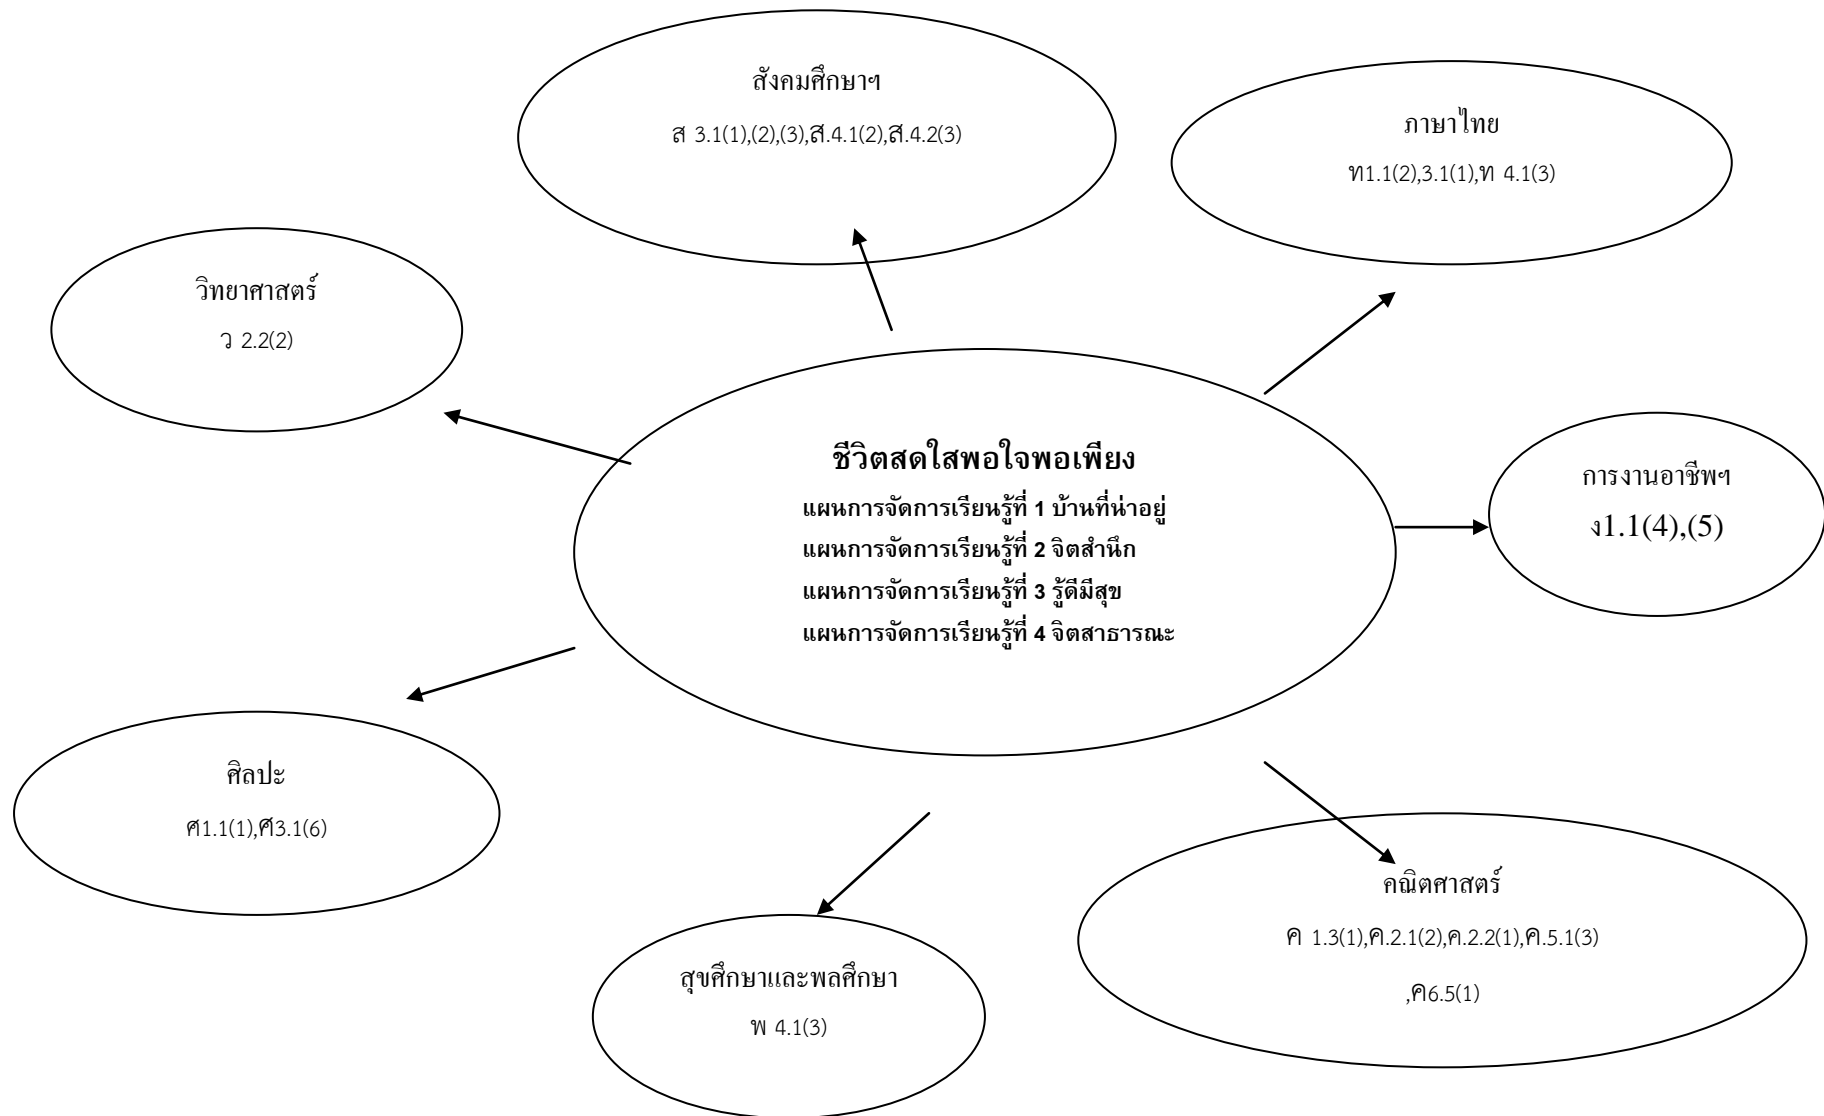 สังคมศึกษาฯ
ส 3.1(1),(2),(3),ส.4.1(2),ส.4.2(3)
ภาษาไทย
ท1.1(2),3.1(1),ท 4.1(3)
วิทยาศาสตร์
ว 2.2(2)
ชีวิตสดใสพอใจพอเพียง
แผนการจัดการเรียนรู้ที่ 1 บ้านที่น่าอยู่
แผนการจัดการเรียนรู้ที่ 2 จิตสำนึก
แผนการจัดการเรียนรู้ที่ 3 รู้ดีมีสุข
แผนการจัดการเรียนรู้ที่ 4 จิตสาธารณะ
การงานอาชีพฯ
ง1.1(4),(5)
ศิลปะ
ศ1.1(1),ศ3.1(6)
คณิตศาสตร์
ค 1.3(1),ค.2.1(2),ค.2.2(1),ค.5.1(3)
,ค6.5(1)
สุขศึกษาและพลศึกษา
พ 4.1(3)